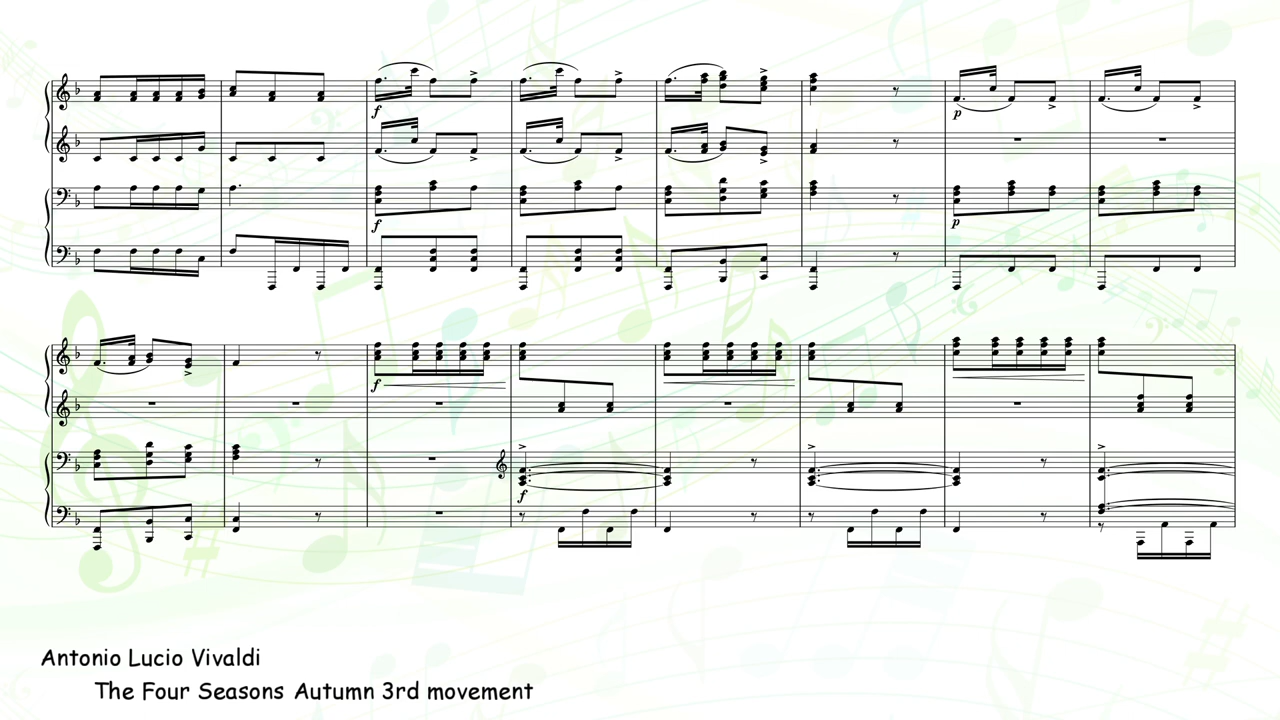 f
f
p
p
f
f
Antonio Lucio Vivaldi
The Four Seasons Autumn 3rd movement